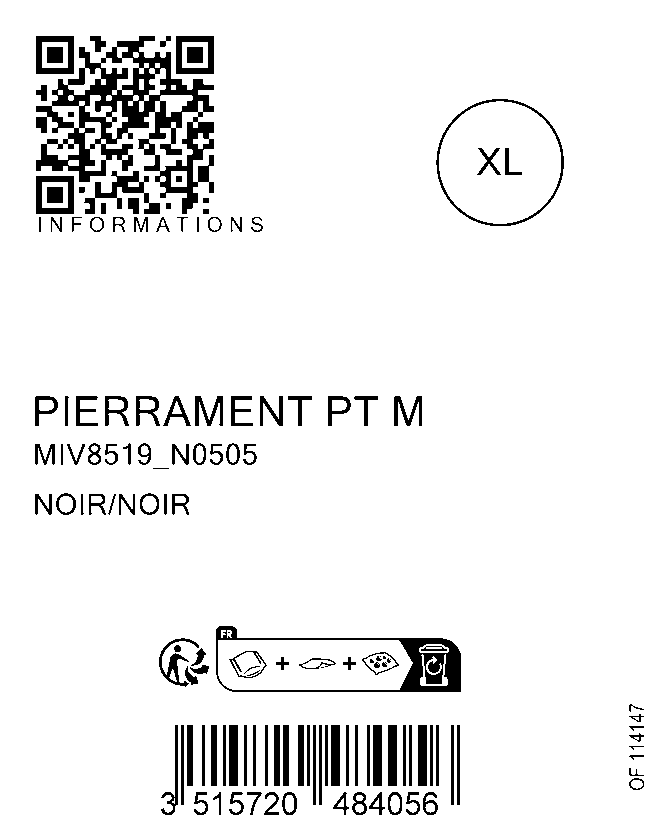 INFORMATIONS
XL
PIERRAMENT PT M
MIV8519_N0505
NOIR/NOIR
FR
3 515720 484056
OF 114147